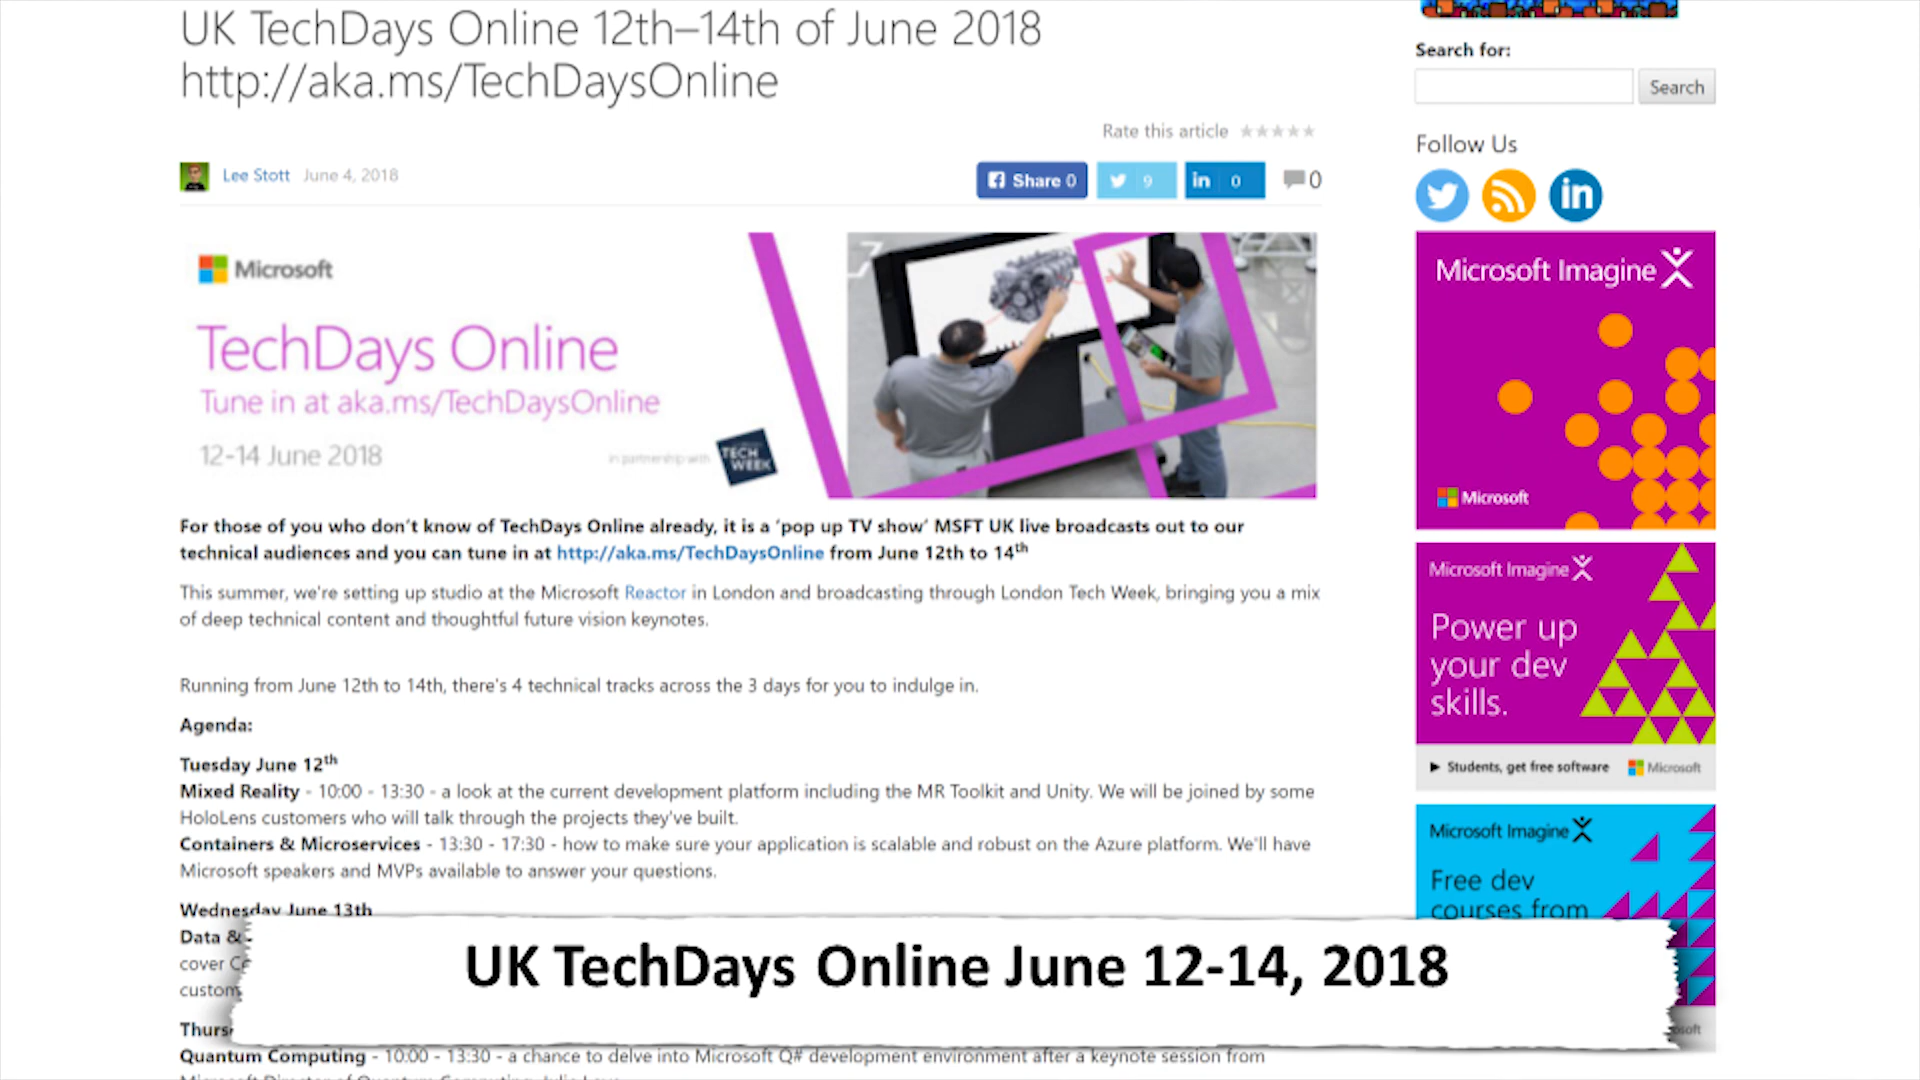 UK TechDays Online 12th–14th of June 2018
http://aka.ms/TechDaysOnline
Rate this article
Lee Stott June 4, 2018
Share 0
9
in 0
0
Microsoft
TechDays Online
Tune in at aka.ms/TechDaysOnline
12-14 June 2018
in partnership with
TECH
WEEK
For those of you who don't know of TechDays Online already, it is a 'pop up TV show' MSFT UK live broadcasts out to our
technical audiences and you can tune in at http://aka.ms/TechDaysOnline from June 12th to 14th
This summer, we're setting up studio at the Microsoft Reactor in London and broadcasting through London Tech Week, bringing you a mix
of deep technical content and thoughtful future vision keynotes.
Running from June 12th to 14th, there's 4 technical tracks across the 3 days for you to indulge in.
Agenda:
Tuesday June 12th
Mixed Reality - 10:00 - 13:30 - a look at the current development platform including the MR Toolkit and Unity. We will be joined by some
HoloLens customers who will talk through the projects they've built.
Containers & Microservices - 13:30 - 17:30 - how to make sure your application is scalable and robust on the Azure platform. We'll have
Microsoft speakers and MVPs available to answer your questions.
Wednesday June 13th
Data &
cover
custom
Thurs
Quantum Computing - 10:00 - 13:30 - a chance to delve into Microsoft Q# development environment after a keynote session from
Search for:
Search
Follow Us
in
Microsoft Imagine
Microsoft
Microsoft Imagine
Power up
your dev
skills.
Students, get free software
Microsoft
Microsoft Imagine
Free dev
courses from
UK TechDays Online June 12-14, 2018